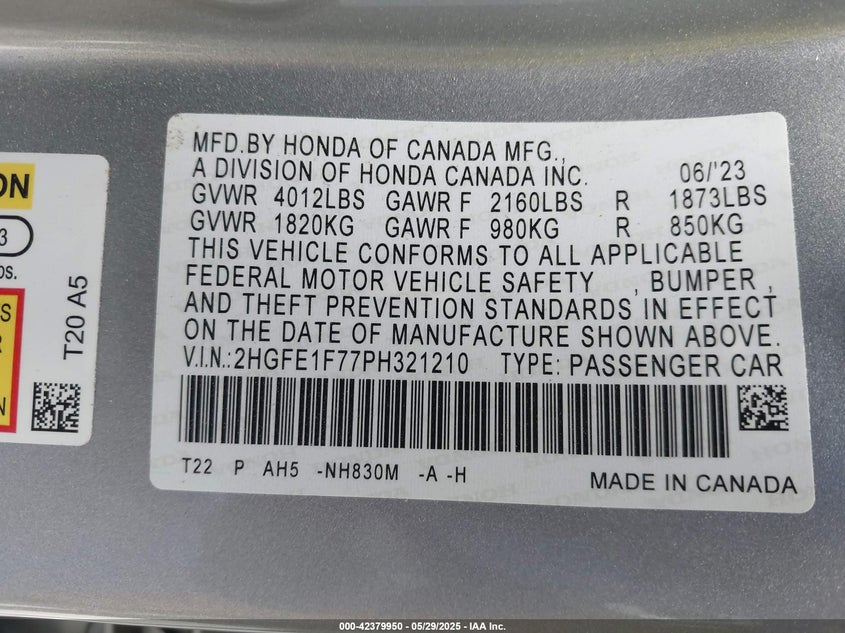 ON
3
DS.
S
R
N
T20 A5
MFD.BY HONDA OF CANADA MFG.,
A DIVISION OF HONDA CANADA INC. 06/'23
GVWR 4012LBS GAWR F 2160LBS R 1873LBS
GVWR 1820KG GAWR F 980KG R 850KG
THIS VEHICLE CONFORMS TO ALL APPLICABLE
FEDERAL MOTOR VEHICLE SAFETY , BUMPER ,
AND THEFT PREVENTION STANDARDS IN EFFECT
ON THE DATE OF MANUFACTURE SHOWN ABOVE.
V.I.N.:2HGFE1F77PH321210 TYPE: PASSENGER CAR
T22 P AH5 -NH830M -A -H
MADE IN CANADA
000-42379950 - 05/29/2025 - IAA Inc.